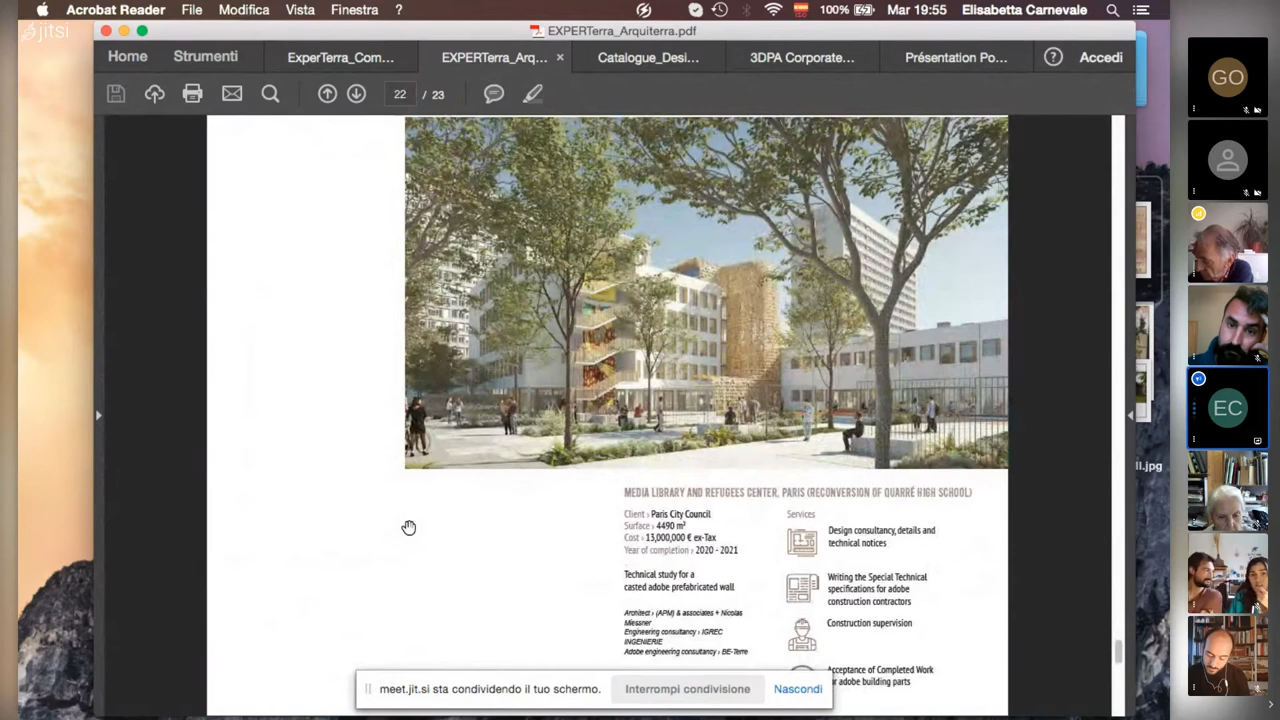 Acrobat Reader File Modifica Vista Finestra ? 100% Mar 19:55 Elisabetta Carnevale
jitsi
EXPERTerra_Arquiterra.pdf
Home Strumenti ExperTerra_Com... EXPERTerra_Arq... × Catalogue_Desi... 3DPA Corporate... Présentation Po... ? Accedi
22 / 23
GO
EC
ll.jpg
MEDIA LIBRARY AND REFUGEES CENTER, PARIS (RECONVERSION OF QUARRÉ HIGH SCHOOL)
Client › Paris City Council
Surface › 4490 m²
Cost › 13,000,000 € ex-Tax
Year of completion › 2020 - 2021
Technical study for a
casted adobe prefabricated wall
Architect › (APM) & associates + Nicolas
Miessner
Engineering consultancy › IGREC
INGENIERIE
Adobe engineering consultancy › BE-Terre
Services
Design consultancy, details and
technical notices
Writing the Special Technical
specifications for adobe
construction contractors
Construction supervision
Acceptance of Completed Work
for adobe building parts
meet.jit.si sta condividendo il tuo schermo. Interrompi condivisione Nascondi